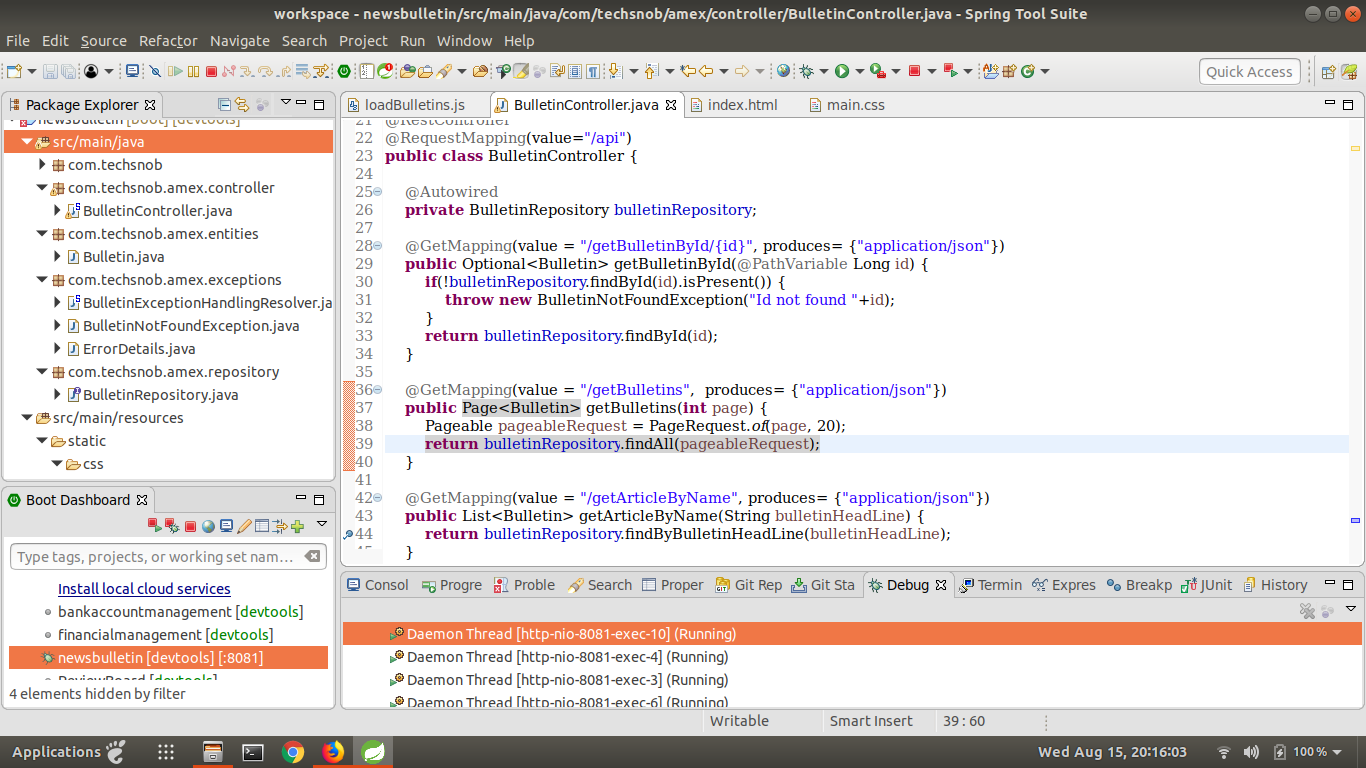 workspace - newsbulletin/src/main/java/com/techsnob/amex/controller/BulletinController.java - Spring Tool Suite
File Edit Source Refactor Navigate Search Project Run Window Help
Quick Access
Package Explorer
newsbulletin [boot] [devtools]
src/main/java
com.techsnob
com.techsnob.amex.controller
BulletinController.java
com.techsnob.amex.entities
Bulletin.java
com.techsnob.amex.exceptions
BulletinExceptionHandlingResolver.ja
BulletinNotFoundException.java
ErrorDetails.java
com.techsnob.amex.repository
BulletinRepository.java
src/main/resources
static
css
Boot Dashboard
Type tags, projects, or working set nam...
Install local cloud services
bankaccountmanagement [devtools]
financialmanagement [devtools]
newsbulletin [devtools] [:8081]
ReviewBoard [devtools]
4 elements hidden by filter
loadBulletins.js BulletinController.java index.html main.css
21 @RestController
22 @RequestMapping(value="/api")
23 public class BulletinController {
24
25 @Autowired
26 private BulletinRepository bulletinRepository;
27
28 @GetMapping(value = "/getBulletinById/{id}", produces= {"application/json"})
29 public Optional<Bulletin> getBulletinById(@PathVariable Long id) {
30 if(!bulletinRepository.findById(id).isPresent()) {
31 throw new BulletinNotFoundException("Id not found "+id);
32 }
33 return bulletinRepository.findById(id);
34 }
35
36 @GetMapping(value = "/getBulletins",  produces= {"application/json"})
37 public Page<Bulletin> getBulletins(int page) {
38 Pageable pageableRequest = PageRequest.of(page, 20);
39 return bulletinRepository.findAll(pageableRequest);
40 }
41
42 @GetMapping(value = "/getArticleByName", produces= {"application/json"})
43 public List<Bulletin> getArticleByName(String bulletinHeadLine) {
44 return bulletinRepository.findByBulletinHeadLine(bulletinHeadLine);
45 }
Consol Progre Proble Search Proper Git Rep Git Sta Debug Termin Expres Breakp JUnit History
Daemon Thread [http-nio-8081-exec-10] (Running)
Daemon Thread [http-nio-8081-exec-4] (Running)
Daemon Thread [http-nio-8081-exec-3] (Running)
Daemon Thread [http-nio-8081-exec-6] (Running)
Writable Smart Insert 39 : 60
Applications Wed Aug 15, 20:16:03 100 %